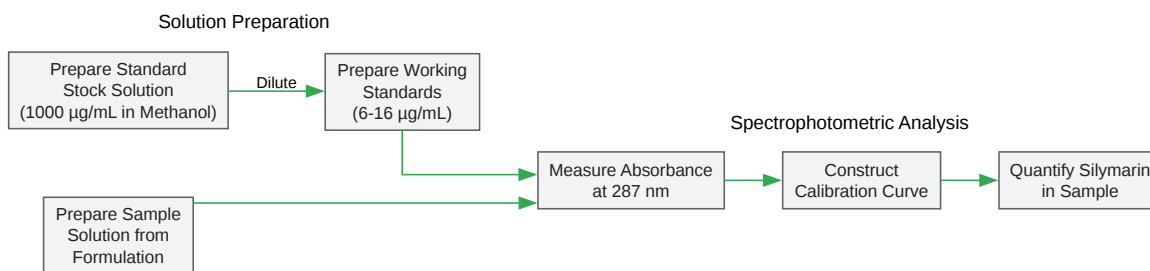 Solution Preparation
Prepare Standard
Stock Solution
(1000 µg/mL in Methanol)
Dilute
Prepare Working
Standards
(6-16 µg/mL)
Prepare Sample
Solution from
Formulation
Spectrophotometric Analysis
Measure Absorbance
at 287 nm
Construct
Calibration Curve
Quantify Silymarin
in Sample